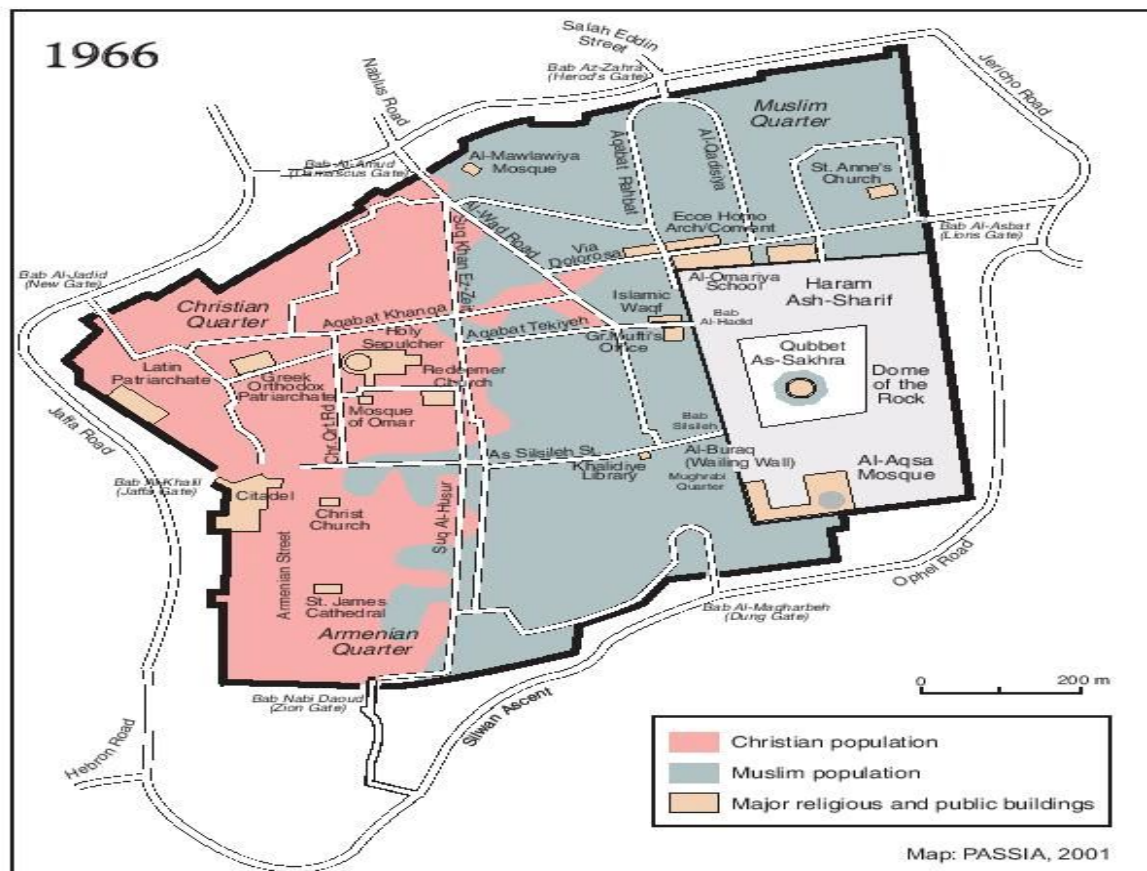 1966
Salah Eddin
Street
Bab Az-Zahra
(Herod's Gate)
Nablus Road
Jericho Road
Muslim
Quarter
Bab Al-Amud
(Damascus Gate)
Al-Mawlawiya
Mosque
Aqabat Rahbat
Al-Qadisiya
St. Anne's
Church
Suq Khan Ez-Zeit
Al-Wad Road
Ecce Homo
Arch/Convent
Via
Dolorosa
Bab Al-Asbat
(Lions Gate)
Bab Al-Jadid
(New Gate)
Al-Omariya
School
Haram
Ash-Sharif
Christian
Quarter
Islamic
Waqf
Bab
Al-Hadid
Aqabat Khanqa
Aqabat Tekiyeh
Gr.Mufti's
Office
Holy
Sepulcher
Qubbet
As-Sakhra
Latin
Patriarchate
Greek
Orthodox
Patriarchate
Redeemer
Church
Dome
of the
Rock
Jaffa Road
Chr.Qrt.Rd
Mosque
of Omar
Bab
Silsileh
As Silsileh St.
Al-Buraq
(Wailing Wall)
Khalidiye
Library
Mughrabi
Quarter
Al-Aqsa
Mosque
Bab Al-Khalil
(Jaffa Gate)
Citadel
Christ
Church
Suq Al-Husur
Armenian Street
Ophel Road
St. James
Cathedral
Bab Al-Magharbeh
(Dung Gate)
Armenian
Quarter
Bab Nabi Daoud
(Zion Gate)
Silwan Ascent
Hebron Road
0 200 m
Christian population
Muslim population
Major religious and public buildings
Map: PASSIA, 2001